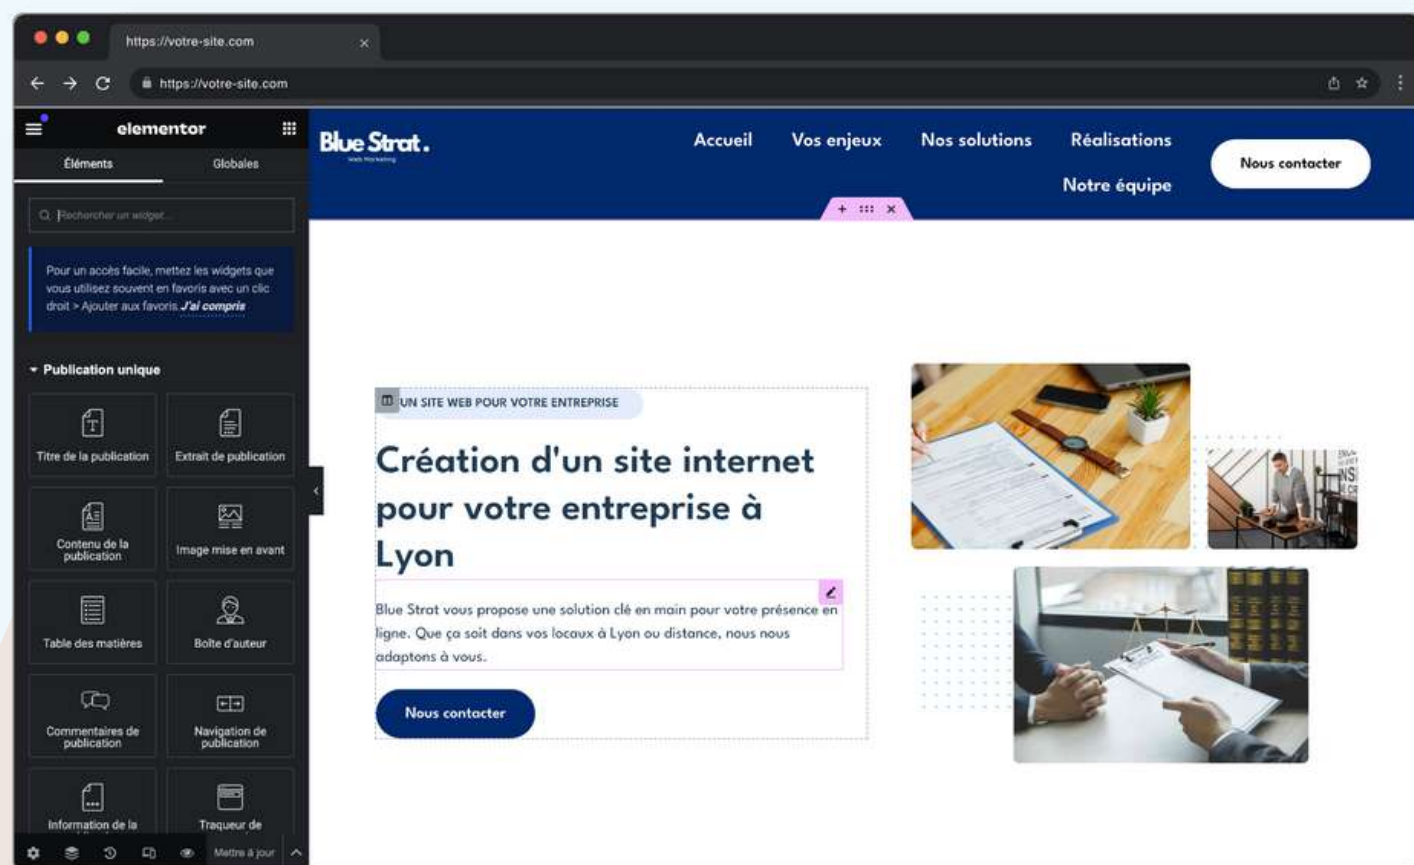 https://votre-site.com
https://votre-site.com
elementor
Éléments
Globales
Rechercher un widget...
Pour un accès facile, mettez les widgets que
vous utilisez souvent en favoris avec un clic
droit > Ajouter aux favoris. J'ai compris
Publication unique
Titre de la publication
Extrait de publication
Contenu de la
publication
Image mise en avant
Table des matières
Boîte d'auteur
Commentaires de
publication
Navigation de
publication
Information de la
Traqueur de
Mettre à jour
Blue Strat.
Web Marketing
Accueil
Vos enjeux
Nos solutions
Réalisations
Notre équipe
Nous contacter
UN SITE WEB POUR VOTRE ENTREPRISE
Création d'un site internet
pour votre entreprise à
Lyon
Blue Strat vous propose une solution clé en main pour votre présence en
ligne. Que ça soit dans vos locaux à Lyon ou distance, nous nous
adaptons à vous.
Nous contacter